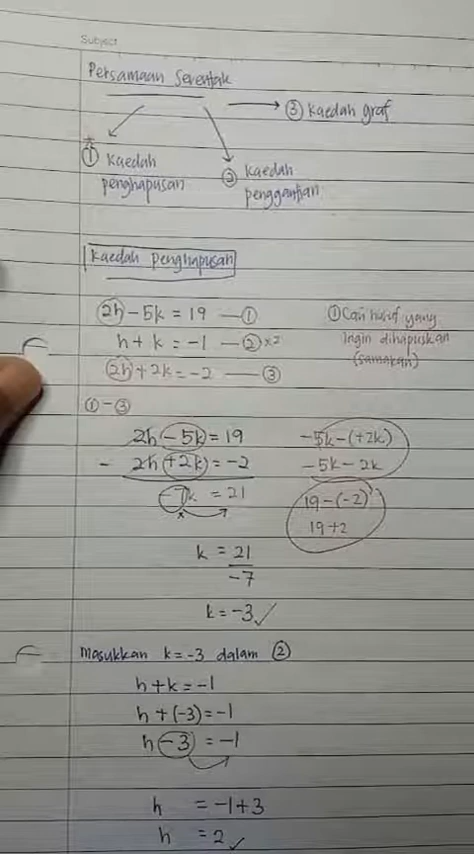 Subject
Persamaan Serentak
③ Kaedah graf
① Kaedah
penghapusan
② Kaedah
penggantian
Kaedah penghapusan
2h - 5k = 19 — ①
h + k = -1 — ② ×2
2h + 2k = -2 — ③
① Cari huruf yang
ingin dihapuskan
(samakan)
① - ③
2h - 5k = 19
- 2h + 2k = -2
-7k = 21
-5k - (+2k)
-5k - 2k
19 - (-2)
19 + 2
k = 21
-7
k = -3 ✓
Masukkan k = -3 dalam ②
h + k = -1
h + (-3) = -1
h - 3 = -1
h = -1 + 3
h = 2 ✓